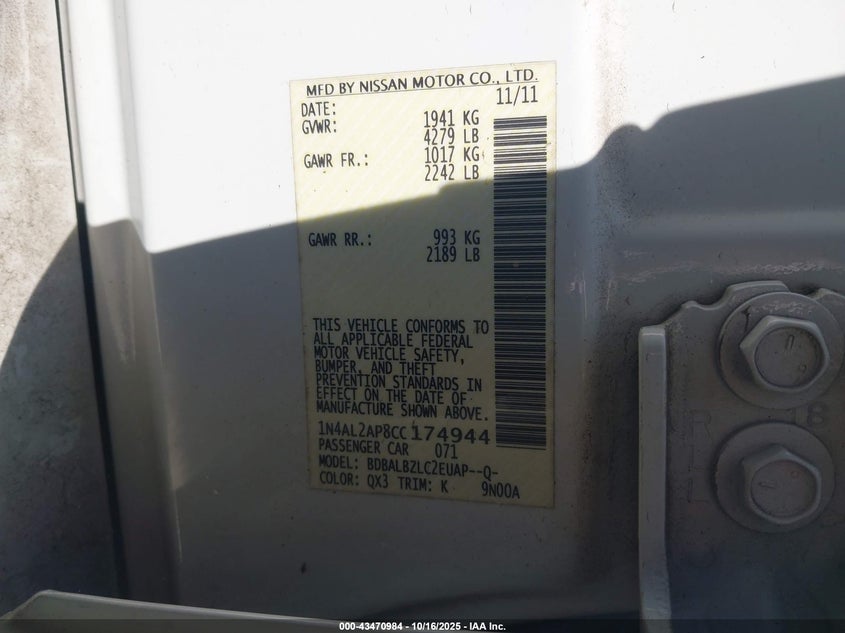 MFD BY NISSAN MOTOR CO., LTD.
DATE: 11/11
GVWR: 1941 KG
4279 LB
GAWR FR.: 1017 KG
2242 LB
GAWR RR.: 993 KG
2189 LB
THIS VEHICLE CONFORMS TO
ALL APPLICABLE FEDERAL
MOTOR VEHICLE SAFETY,
BUMPER, AND THEFT
PREVENTION STANDARDS IN
EFFECT ON THE DATE OF
MANUFACTURE SHOWN ABOVE.
1N4AL2AP8CC174944
PASSENGER CAR 071
MODEL: BDBALBZLC2EUAP--Q-
COLOR: QX3 TRIM: K 9N00A
000-43470984 | 10/16/2025 - IAA Inc.